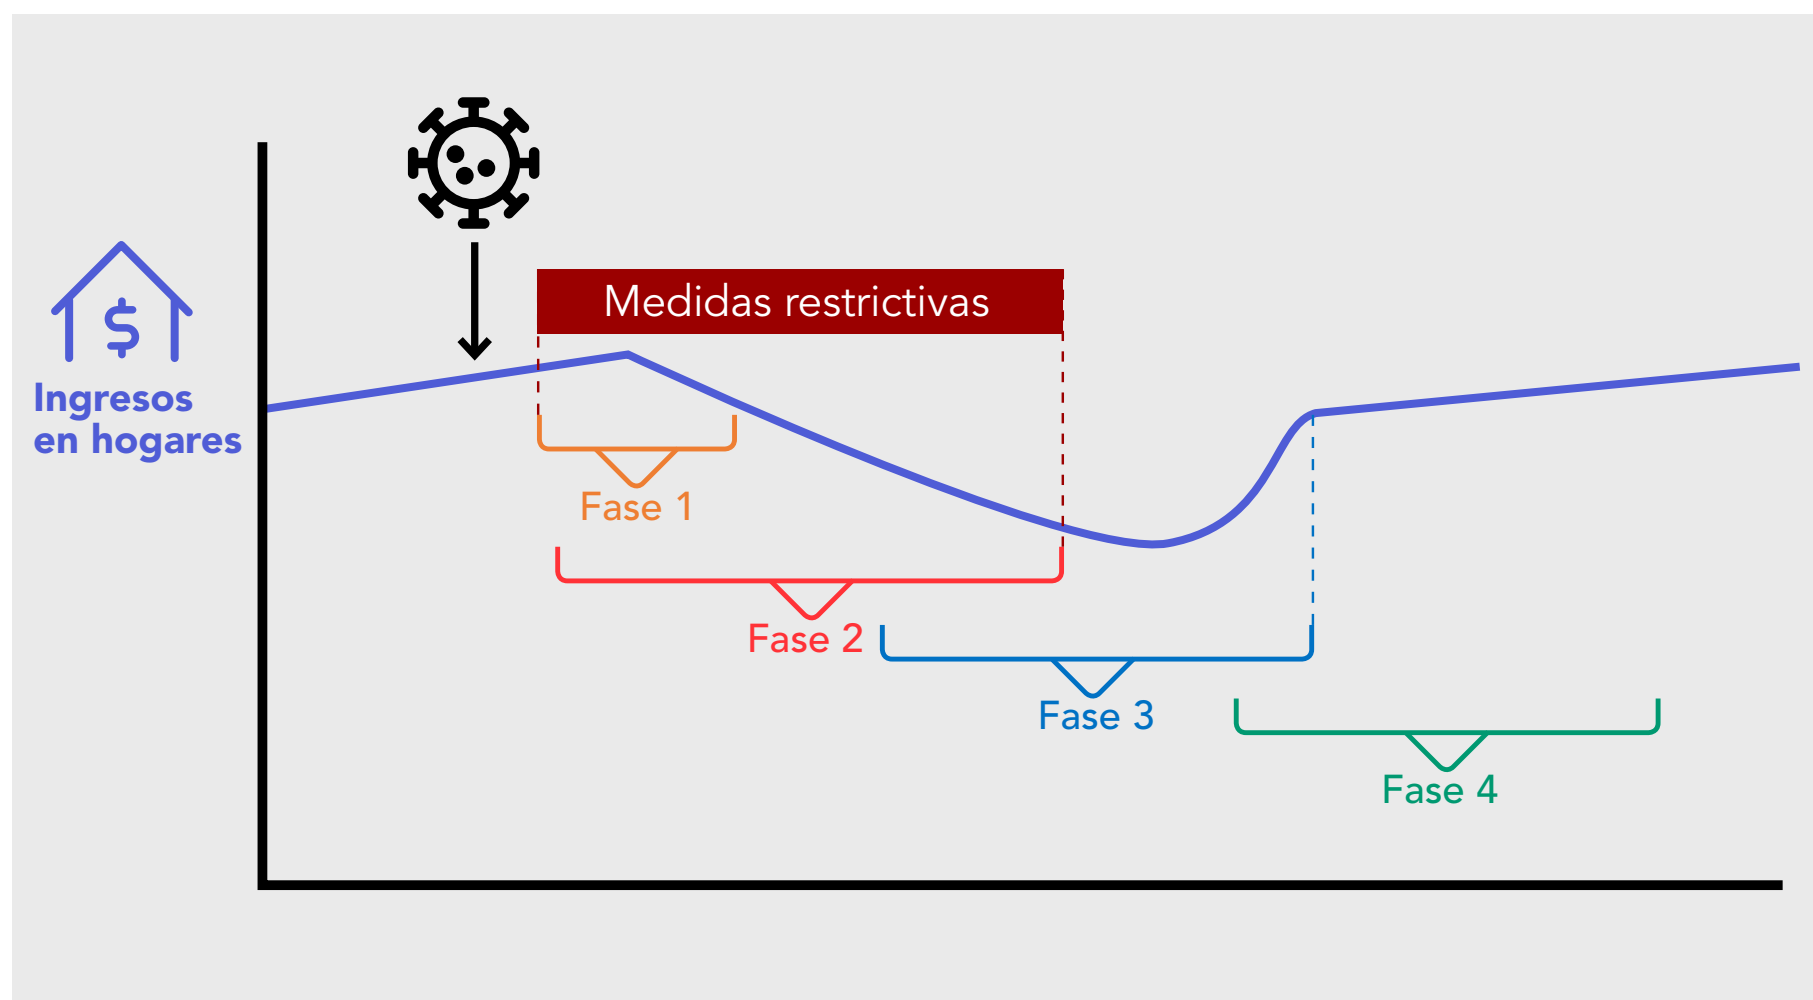 Medidas restrictivas
$
Ingresos
en hogares
Fase 1
Fase 2
Fase 3
Fase 4